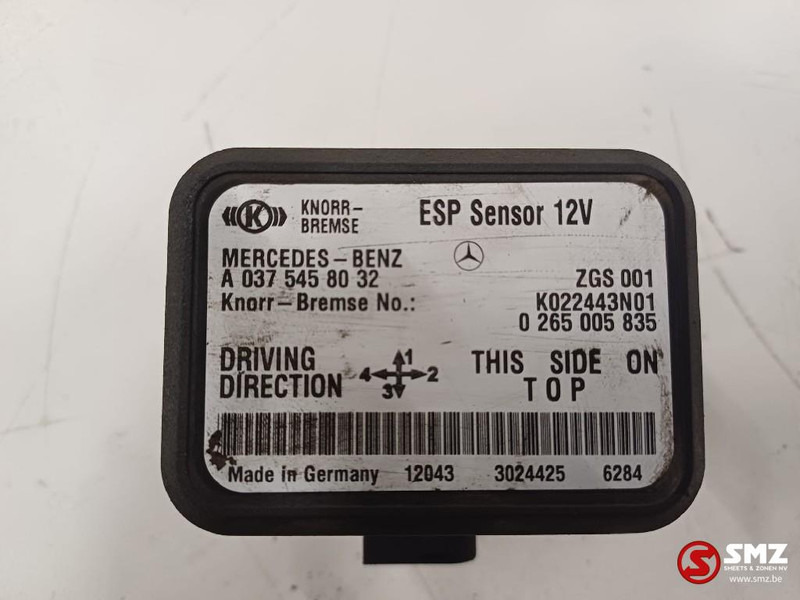 KNORR-
BREMSE
ESP Sensor 12V
MERCEDES-BENZ
A 037 545 80 32
ZGS 001
Knorr-Bremse No.:
K022443N01
0 265 005 835
DRIVING
DIRECTION
1
4 2
3
THIS SIDE ON
TOP
Made in Germany 12043 3024425 6284
SMZ
SMEETS & ZONEN NV
www.smz.be